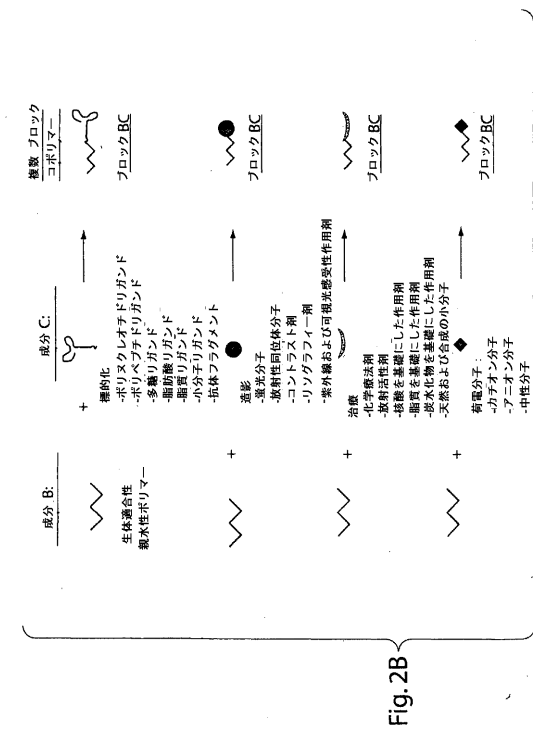 成分 B:
成分 C:
複数 ブロック
コポリマー
+
生体適合性
親水性ポリマー
標的化
-ポリヌクレオチドリガンド
-ポリペプチドリガンド
-多糖リガンド
-脂肪酸リガンド
-脂質リガンド
-小分子リガンド
-抗体フラグメント
ブロックBC
+
造影
-蛍光分子
-放射性同位体分子
-コントラスト剤
-リソグラフィー剤
-紫外線および可視光感受性作用剤
ブロックBC
+
治療
-化学療法剤
-放射活性剤
-核酸を基礎にした作用剤
-脂質を基礎にした作用剤
-炭水化物を基礎にした作用剤
-天然および合成の小分子
ブロックBC
+
荷電分子:
-カチオン分子
-アニオン分子
-中性分子
ブロックBC
Fig. 2B